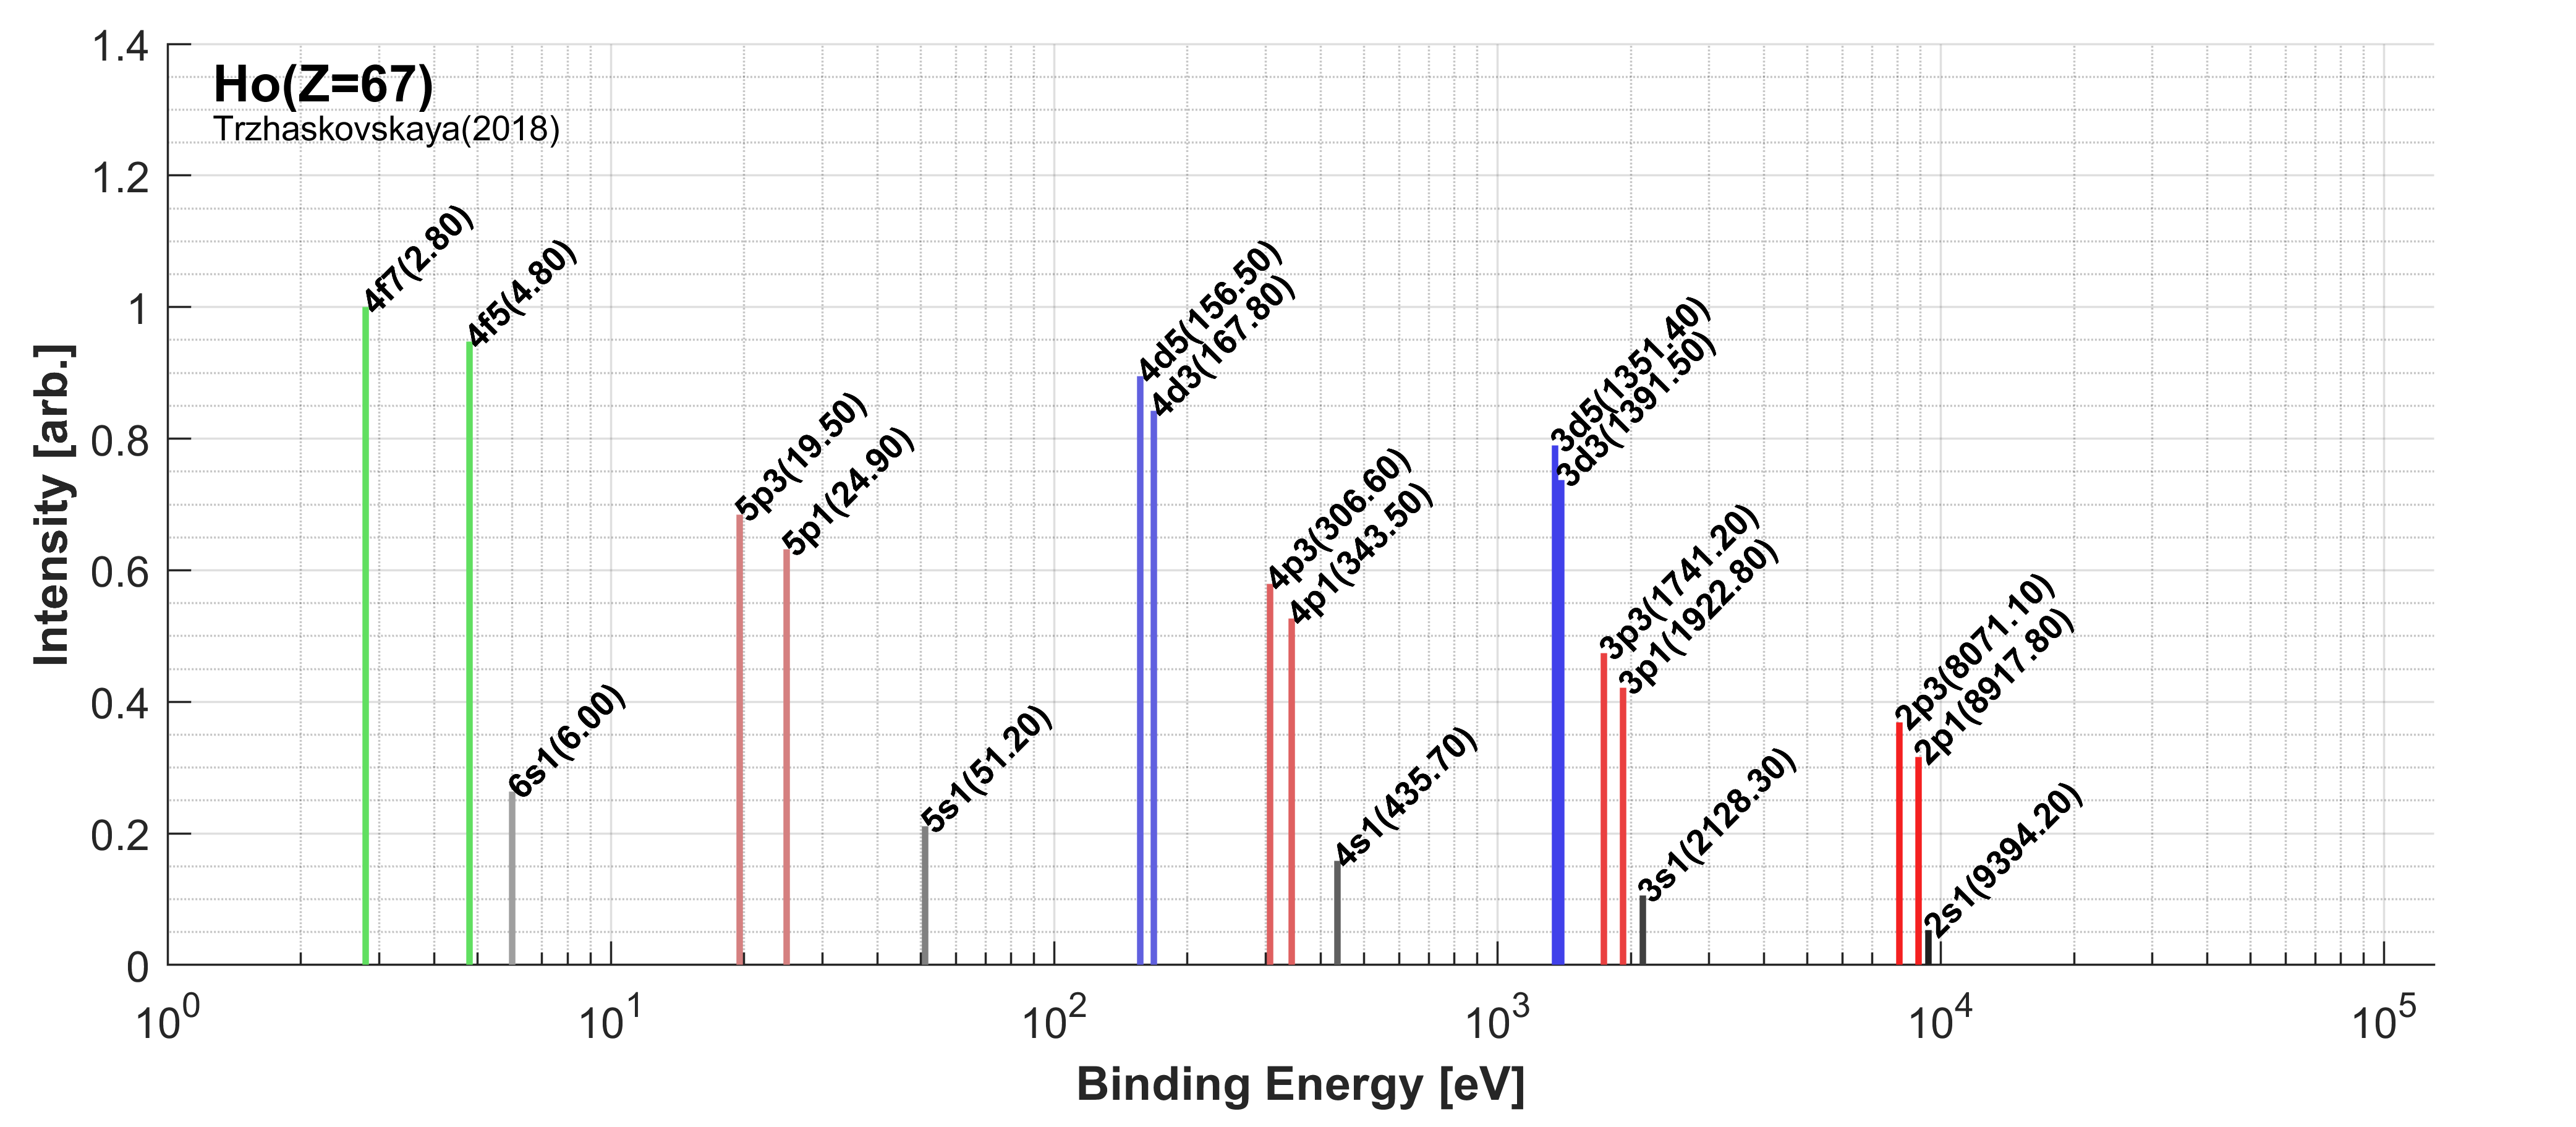 Ho(Z=67)
Trzhaskovskaya(2018)
1.4
1.2
1
0.8
0.6
0.4
0.2
0
Intensity [arb.]
4f7(2.80)
4f5(4.80)
6s1(6.00)
5p3(19.50)
5p1(24.90)
5s1(51.20)
4d5(156.50)
4d3(167.80)
4p3(306.60)
4p1(343.50)
4s1(435.70)
3d5(1351.40)
3d3(1391.50)
3p3(1741.20)
3p1(1922.80)
3s1(2128.30)
2p3(8071.10)
2p1(8917.80)
2s1(9394.20)
10^0 10^1 10^2 10^3 10^4 10^5
Binding Energy [eV]